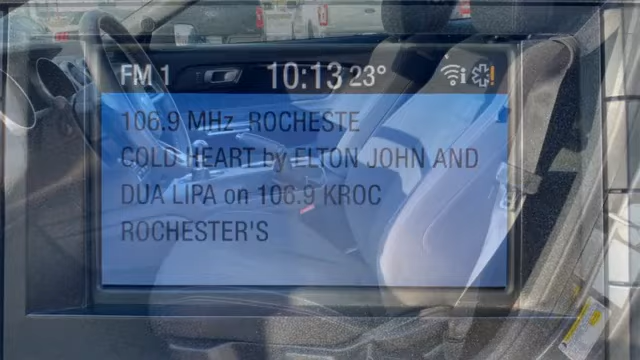 FM 1 10:13 23°
106.9 MHz ROCHESTE
COLD HEART by ELTON JOHN AND
DUA LIPA on 106.9 KROC
ROCHESTER'S